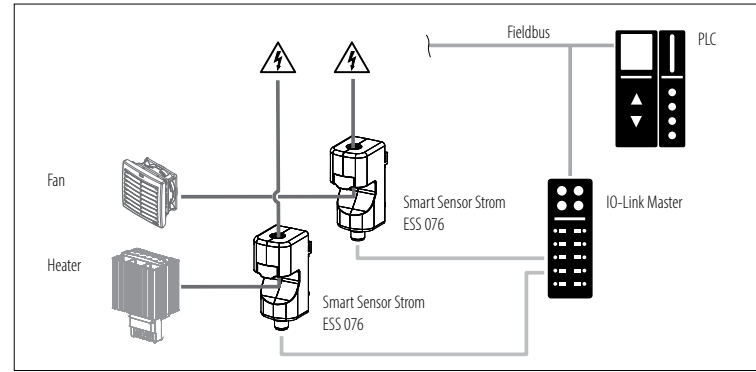 Fieldbus
PLC
Fan
Smart Sensor Strom
ESS 076
IO-Link Master
Heater
Smart Sensor Strom
ESS 076